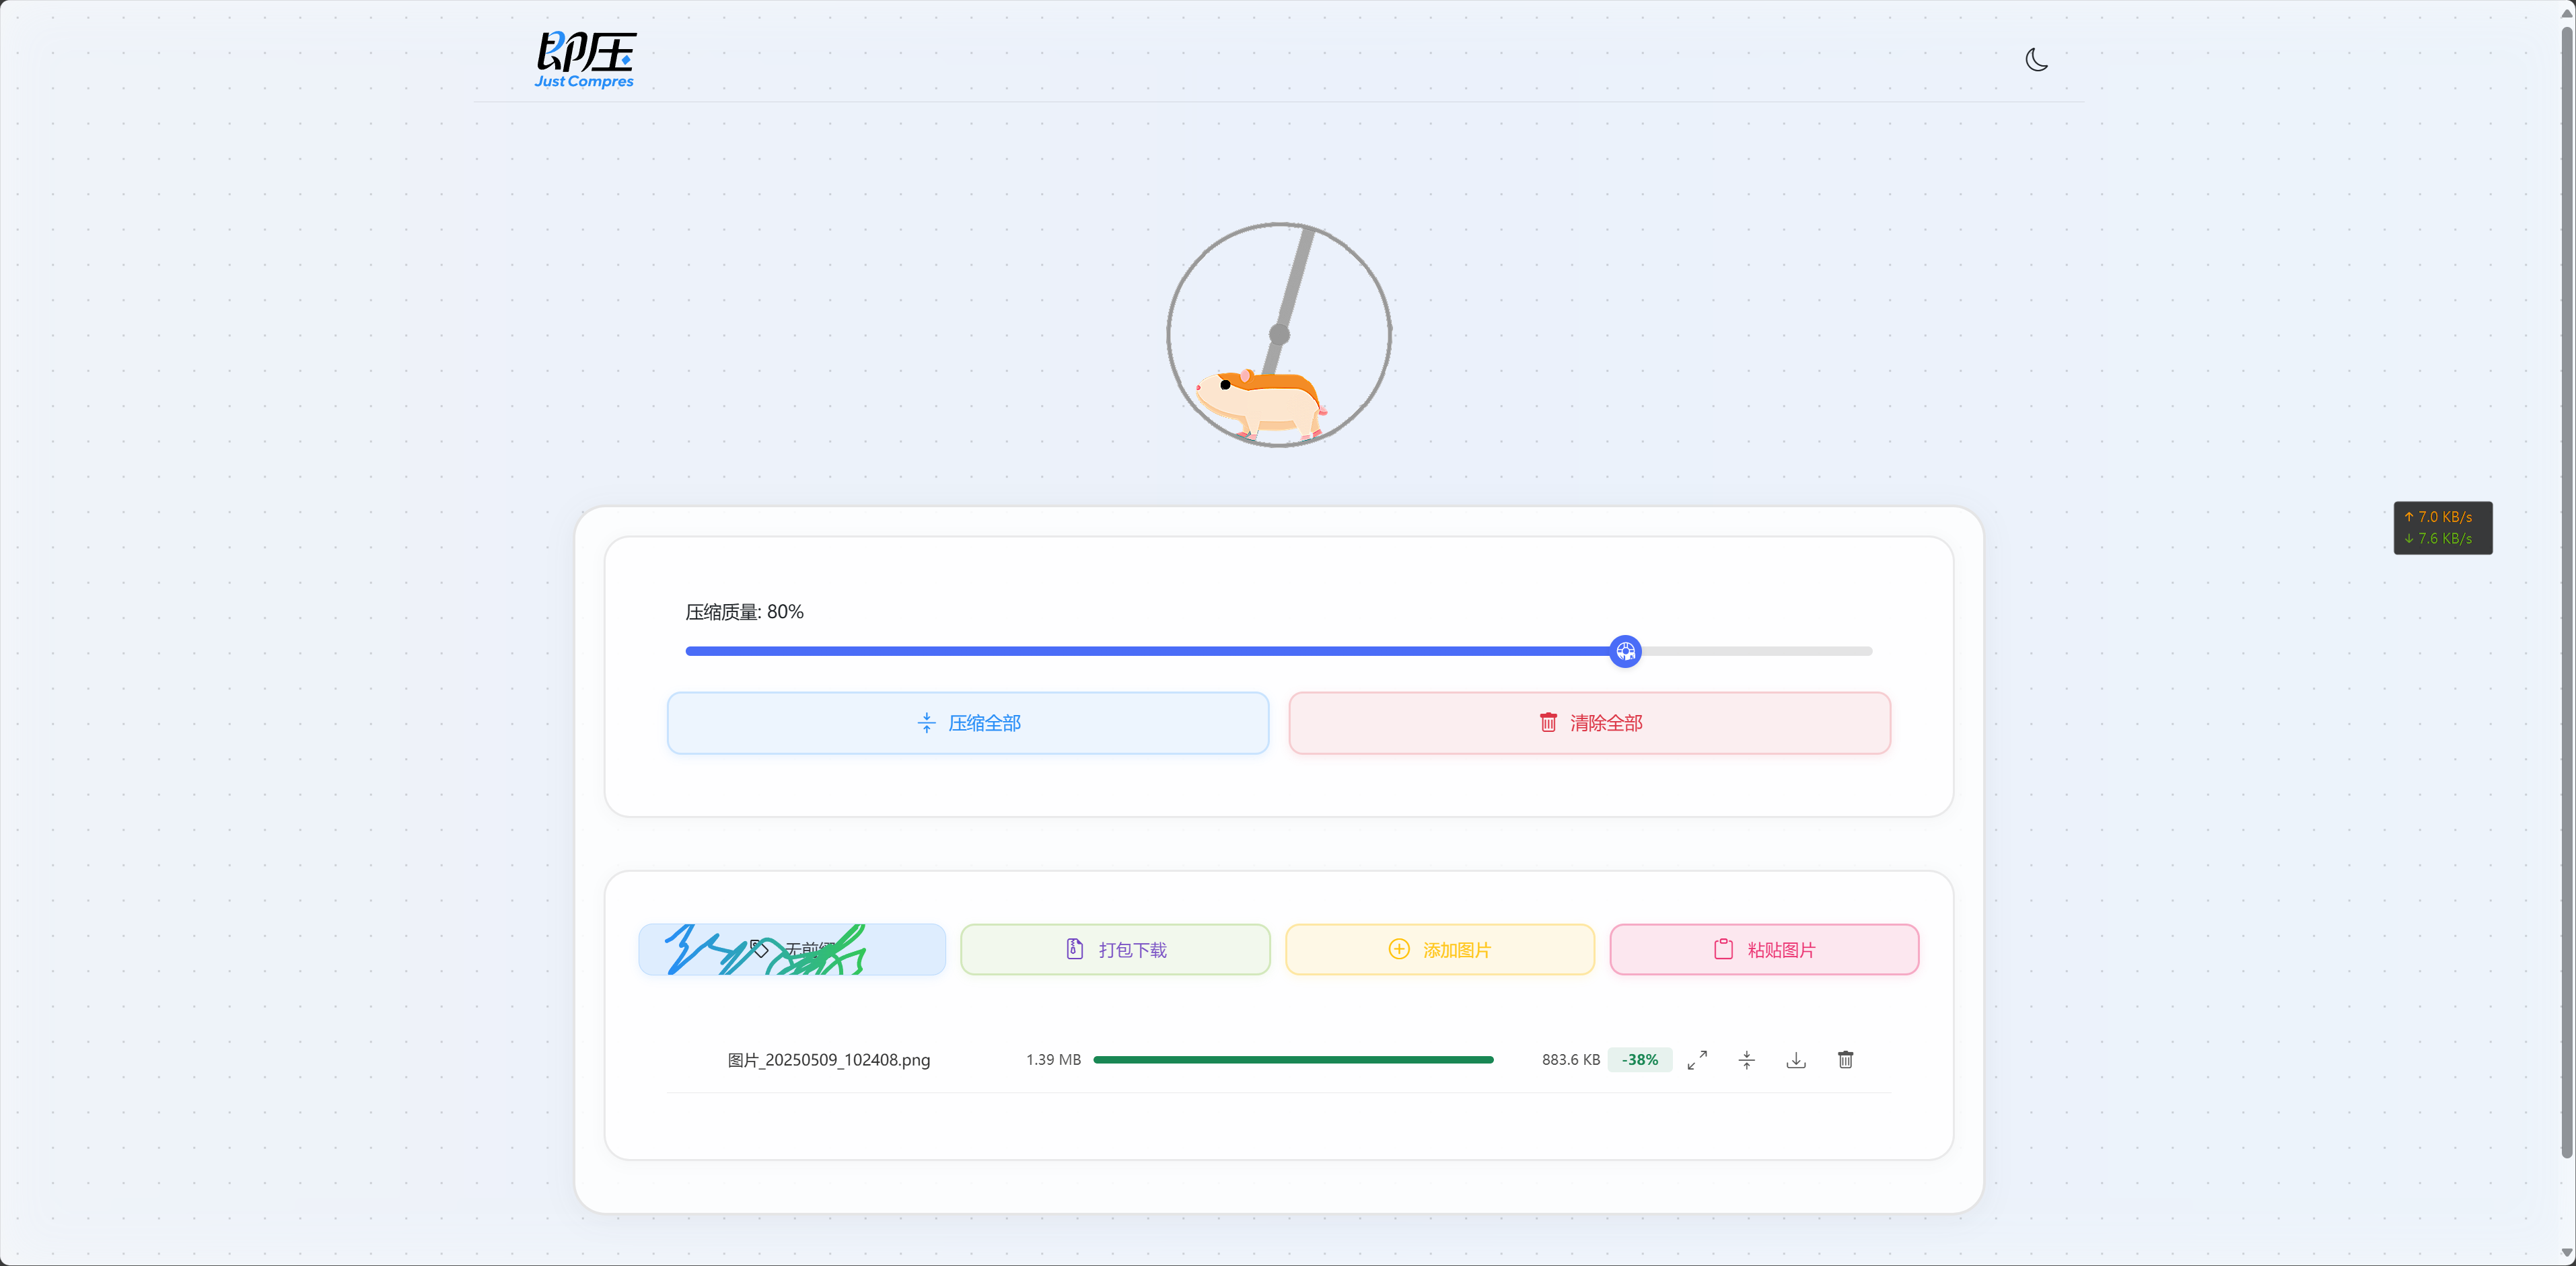 即压
Just Compres
↑ 7.0 KB/s
↓ 7.6 KB/s
压缩质量: 80%
压缩全部
清除全部
无前
打包下载
添加图片
粘贴图片
图片_20250509_102408.png
1.39 MB
883.6 KB
-38%